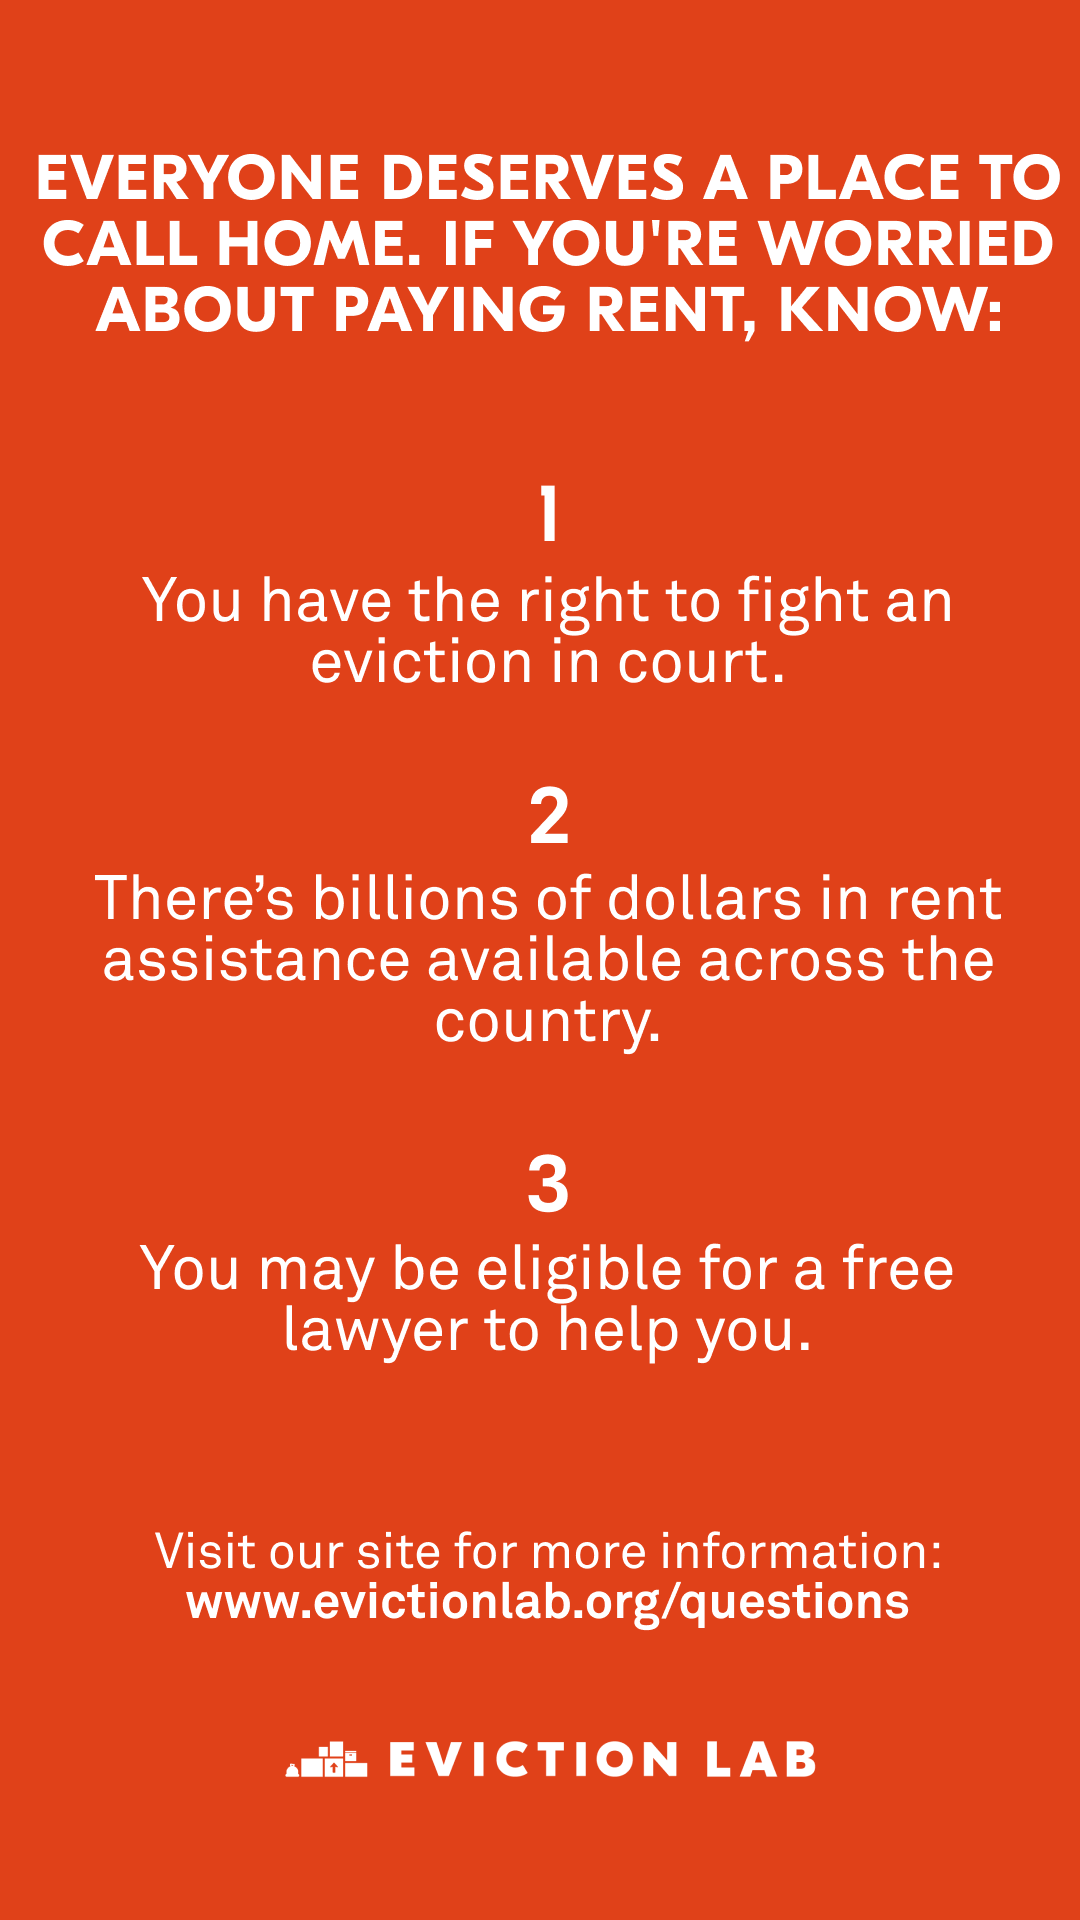 EVERYONE DESERVES A PLACE TO
CALL HOME. IF YOU'RE WORRIED
ABOUT PAYING RENT, KNOW:
1
You have the right to fight an
eviction in court.
2
There’s billions of dollars in rent
assistance available across the
country.
3
You may be eligible for a free
lawyer to help you.
Visit our site for more information:
www.evictionlab.org/questions
EVICTION LAB